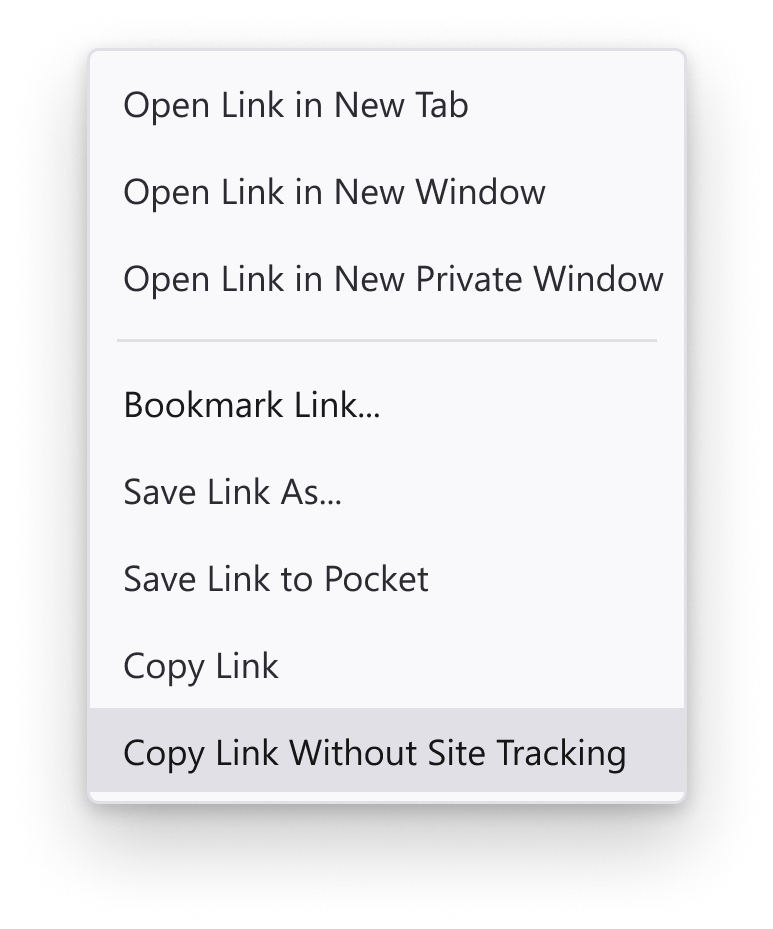 Open Link in New Tab
Open Link in New Window
Open Link in New Private Window
Bookmark Link...
Save Link As...
Save Link to Pocket
Copy Link
Copy Link Without Site Tracking